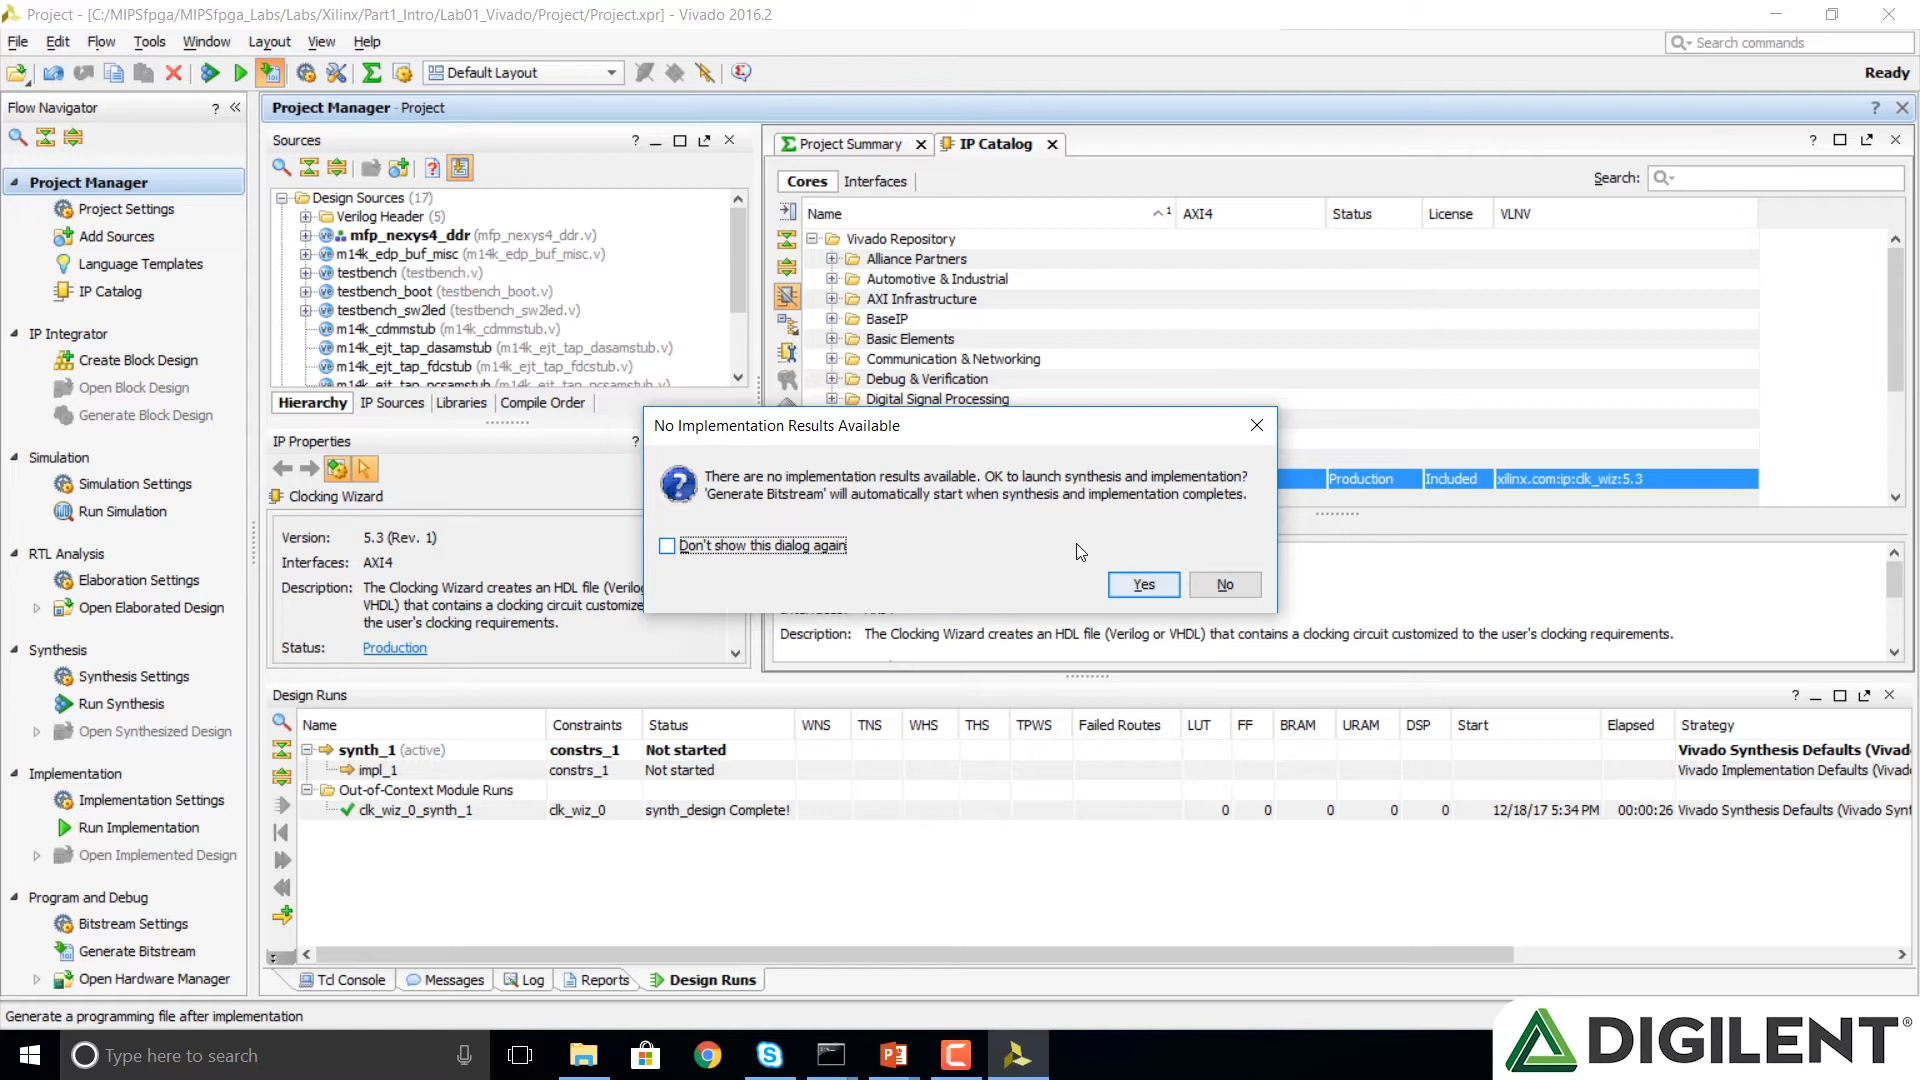 Project - [C:/MIPSfpga/MIPSfpga_Labs/Labs/Xilinx/Part1_Intro/Lab01_Vivado/Project/Project.xpr] - Vivado 2016.2
File Edit Flow Tools Window Layout View Help
Search commands
Default Layout
Ready
Flow Navigator ? «
Project Manager
Project Settings
Add Sources
Language Templates
IP Catalog
IP Integrator
Create Block Design
Open Block Design
Generate Block Design
Simulation
Simulation Settings
Run Simulation
RTL Analysis
Elaboration Settings
Open Elaborated Design
Synthesis
Synthesis Settings
Run Synthesis
Open Synthesized Design
Implementation
Implementation Settings
Run Implementation
Open Implemented Design
Program and Debug
Bitstream Settings
Generate Bitstream
Open Hardware Manager
Project Manager - Project
Sources
Design Sources (17)
Verilog Header (5)
mfp_nexys4_ddr (mfp_nexys4_ddr.v)
m14k_edp_buf_misc (m14k_edp_buf_misc.v)
testbench (testbench.v)
testbench_boot (testbench_boot.v)
testbench_sw2led (testbench_sw2led.v)
m14k_cdmmstub (m14k_cdmmstub.v)
m14k_ejt_tap_dasamstub (m14k_ejt_tap_dasamstub.v)
m14k_ejt_tap_fdcstub (m14k_ejt_tap_fdcstub.v)
m14k_ejt_tap_pcsamstub (m14k_ejt_tap_pcsamstub.v)
Hierarchy IP Sources Libraries Compile Order
IP Properties
Clocking Wizard
Version: 5.3 (Rev. 1)
Interfaces: AXI4
Description: The Clocking Wizard creates an HDL file (Verilog
VHDL) that contains a clocking circuit customized
the user's clocking requirements.
Status: Production
Project Summary IP Catalog
Cores Interfaces
Search:
Name 1 AXI4 Status License VLNV
Vivado Repository
Alliance Partners
Automotive & Industrial
AXI Infrastructure
BaseIP
Basic Elements
Communication & Networking
Debug & Verification
Digital Signal Processing
Production Included xilinx.com:ip:clk_wiz:5.3
Description: The Clocking Wizard creates an HDL file (Verilog or VHDL) that contains a clocking circuit customized to the user's clocking requirements.
No Implementation Results Available
There are no implementation results available. OK to launch synthesis and implementation?
'Generate Bitstream' will automatically start when synthesis and implementation completes.
Don't show this dialog again
Yes No
Design Runs
Name Constraints Status WNS TNS WHS THS TPWS Failed Routes LUT FF BRAM URAM DSP Start Elapsed Strategy
synth_1 (active) constrs_1 Not started Vivado Synthesis Defaults (Vivad
impl_1 constrs_1 Not started Vivado Implementation Defaults (Vivad
Out-of-Context Module Runs
clk_wiz_0_synth_1 clk_wiz_0 synth_design Complete! 0 0 0 0 0 12/18/17 5:34 PM 00:00:26 Vivado Synthesis Defaults (Vivado Synt
Tcl Console Messages Log Reports Design Runs
Generate a programming file after implementation
Type here to search
DIGILENT®